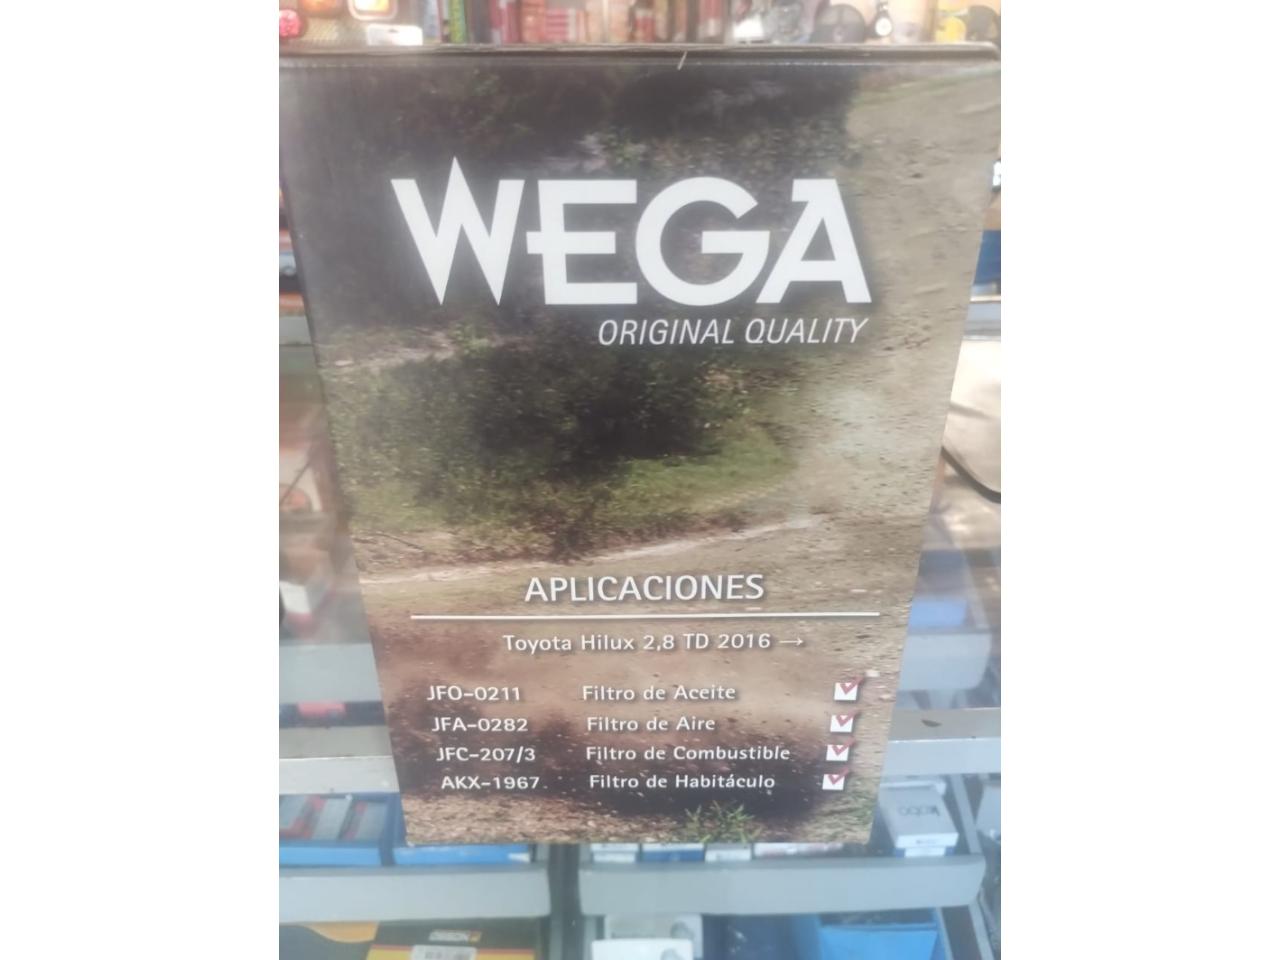 WEGA
ORIGINAL QUALITY
APLICACIONES
Toyota Hilux 2,8 TD 2016 →
JFO-0211 Filtro de Aceite
JFA-0282 Filtro de Aire
JFC-207/3 Filtro de Combustible
AKX-1967 Filtro de Habitáculo